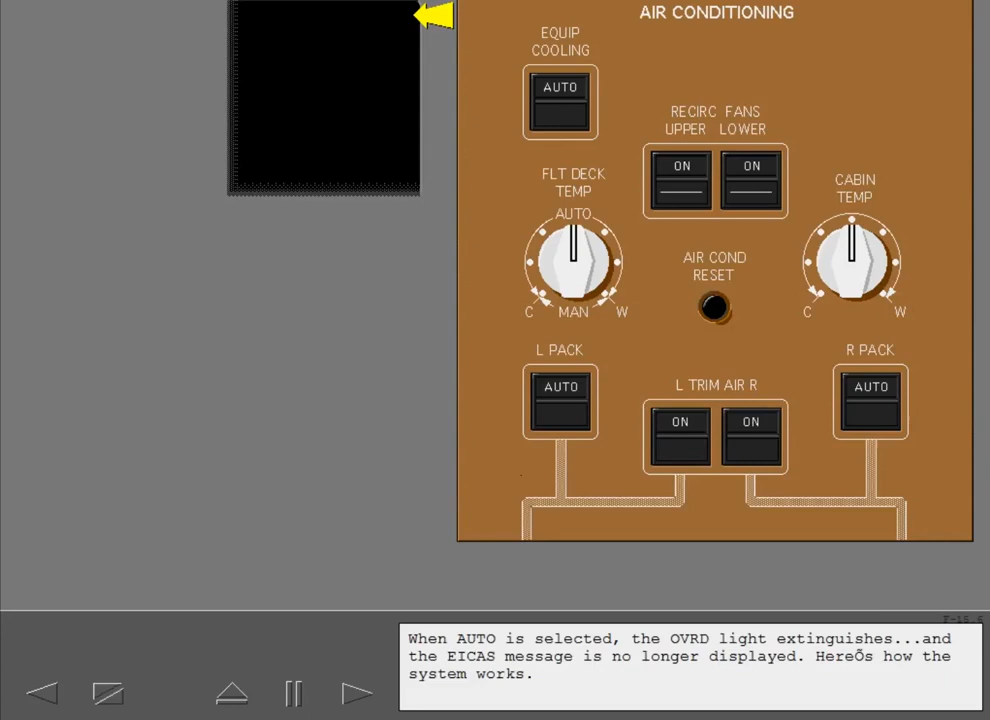 AIR CONDITIONING
EQUIP
COOLING
AUTO
RECIRC FANS
UPPER LOWER
ON ON
FLT DECK
TEMP
AUTO
C MAN W
CABIN
TEMP
C W
AIR COND
RESET
L PACK
AUTO
R PACK
AUTO
L TRIM AIR R
ON ON
When AUTO is selected, the OVRD light extinguishes...and
the EICAS message is no longer displayed. HereÕs how the
system works.